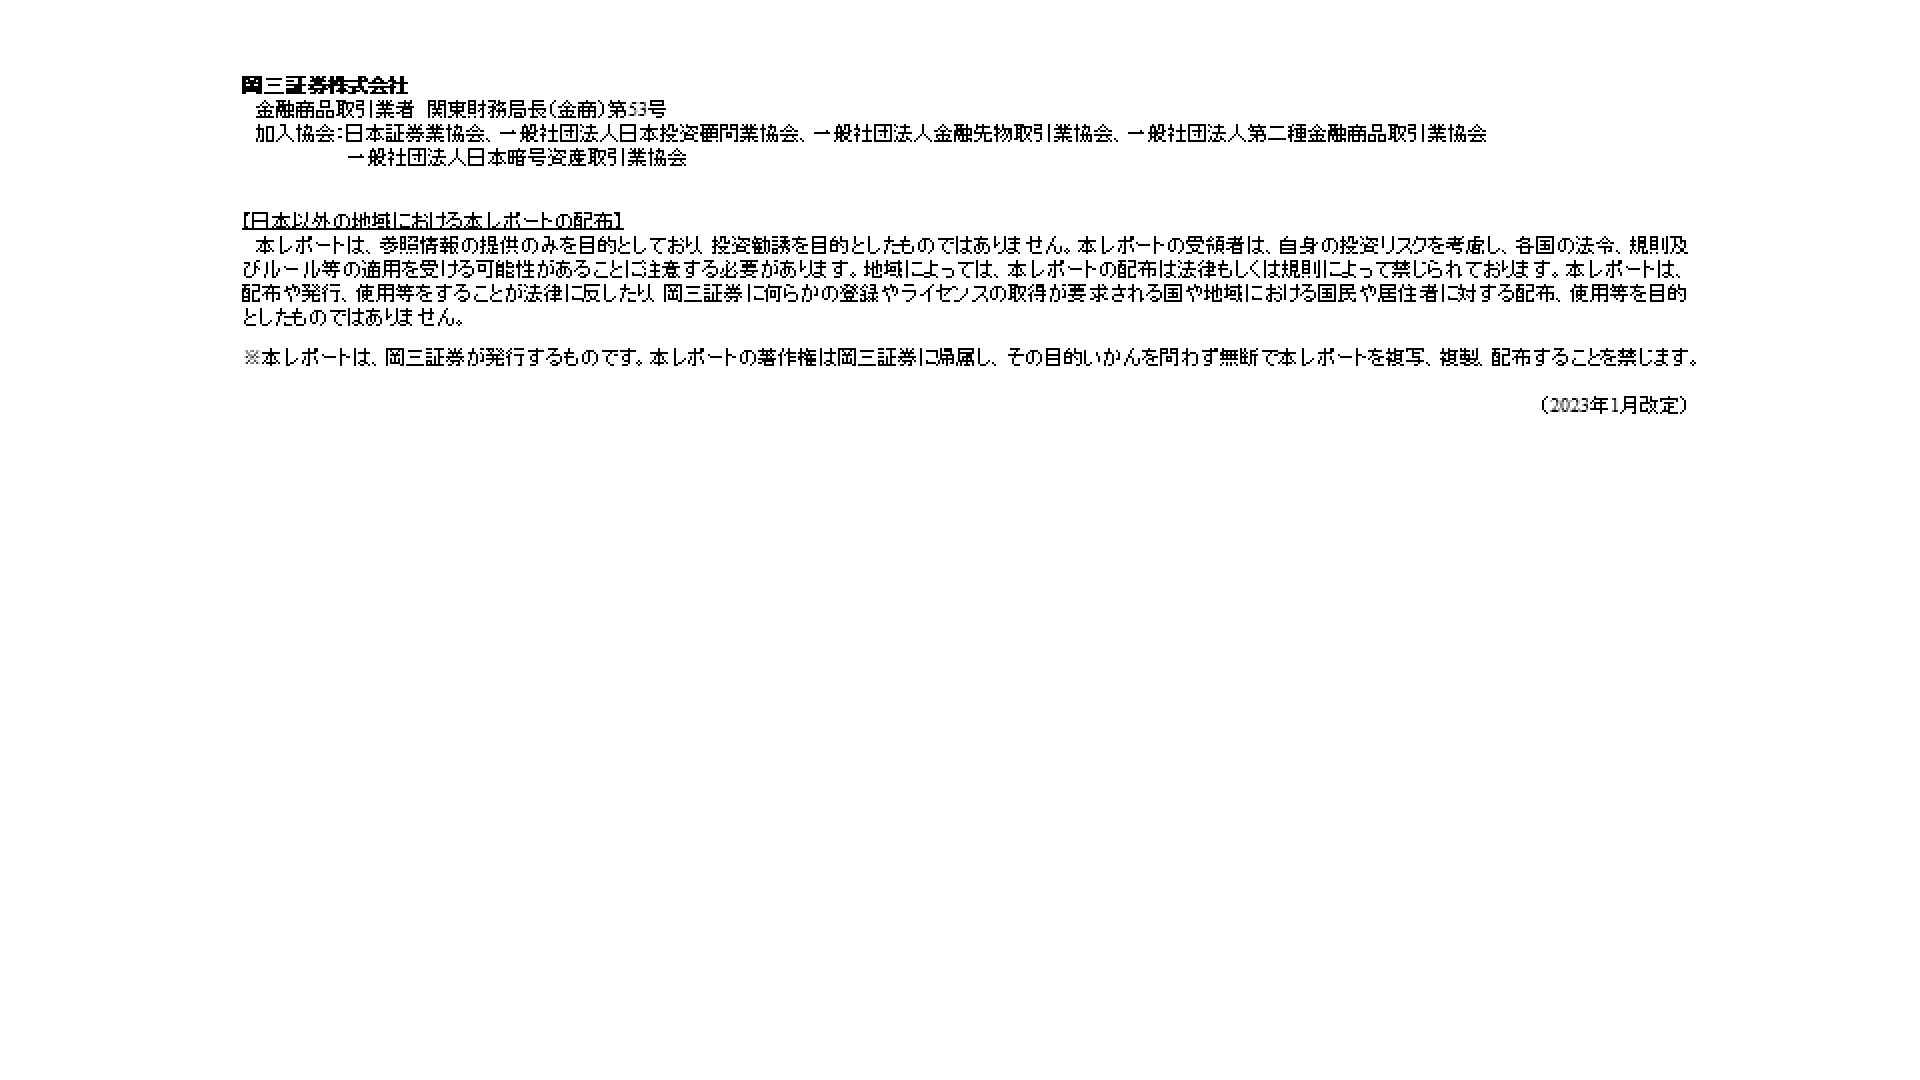 岡三証券株式会社
金融商品取引業者　関東財務局長（金商）第53号
加入協会：日本証券業協会、一般社団法人日本投資顧問業協会、一般社団法人金融先物取引業協会、一般社団法人第二種金融商品取引業協会
一般社団法人日本暗号資産取引業協会
【日本以外の地域における本レポートの配布】
本レポートは、参照情報の提供のみを目的としており、投資勧誘を目的としたものではありません。本レポートの受領者は、自身の投資リスクを考慮し、各国の法令、規則及
びルール等の適用を受ける可能性があることに注意する必要があります。地域によっては、本レポートの配布は法律もしくは規則によって禁じられております。本レポートは、
配布や発行、使用等をすることが法律に反したり、岡三証券に何らかの登録やライセンスの取得が要求される国や地域における国民や居住者に対する配布、使用等を目的
としたものではありません。
※本レポートは、岡三証券が発行するものです。本レポートの著作権は岡三証券に帰属し、その目的いかんを問わず無断で本レポートを複写、複製、配布することを禁じます。
（2023年1月改定）